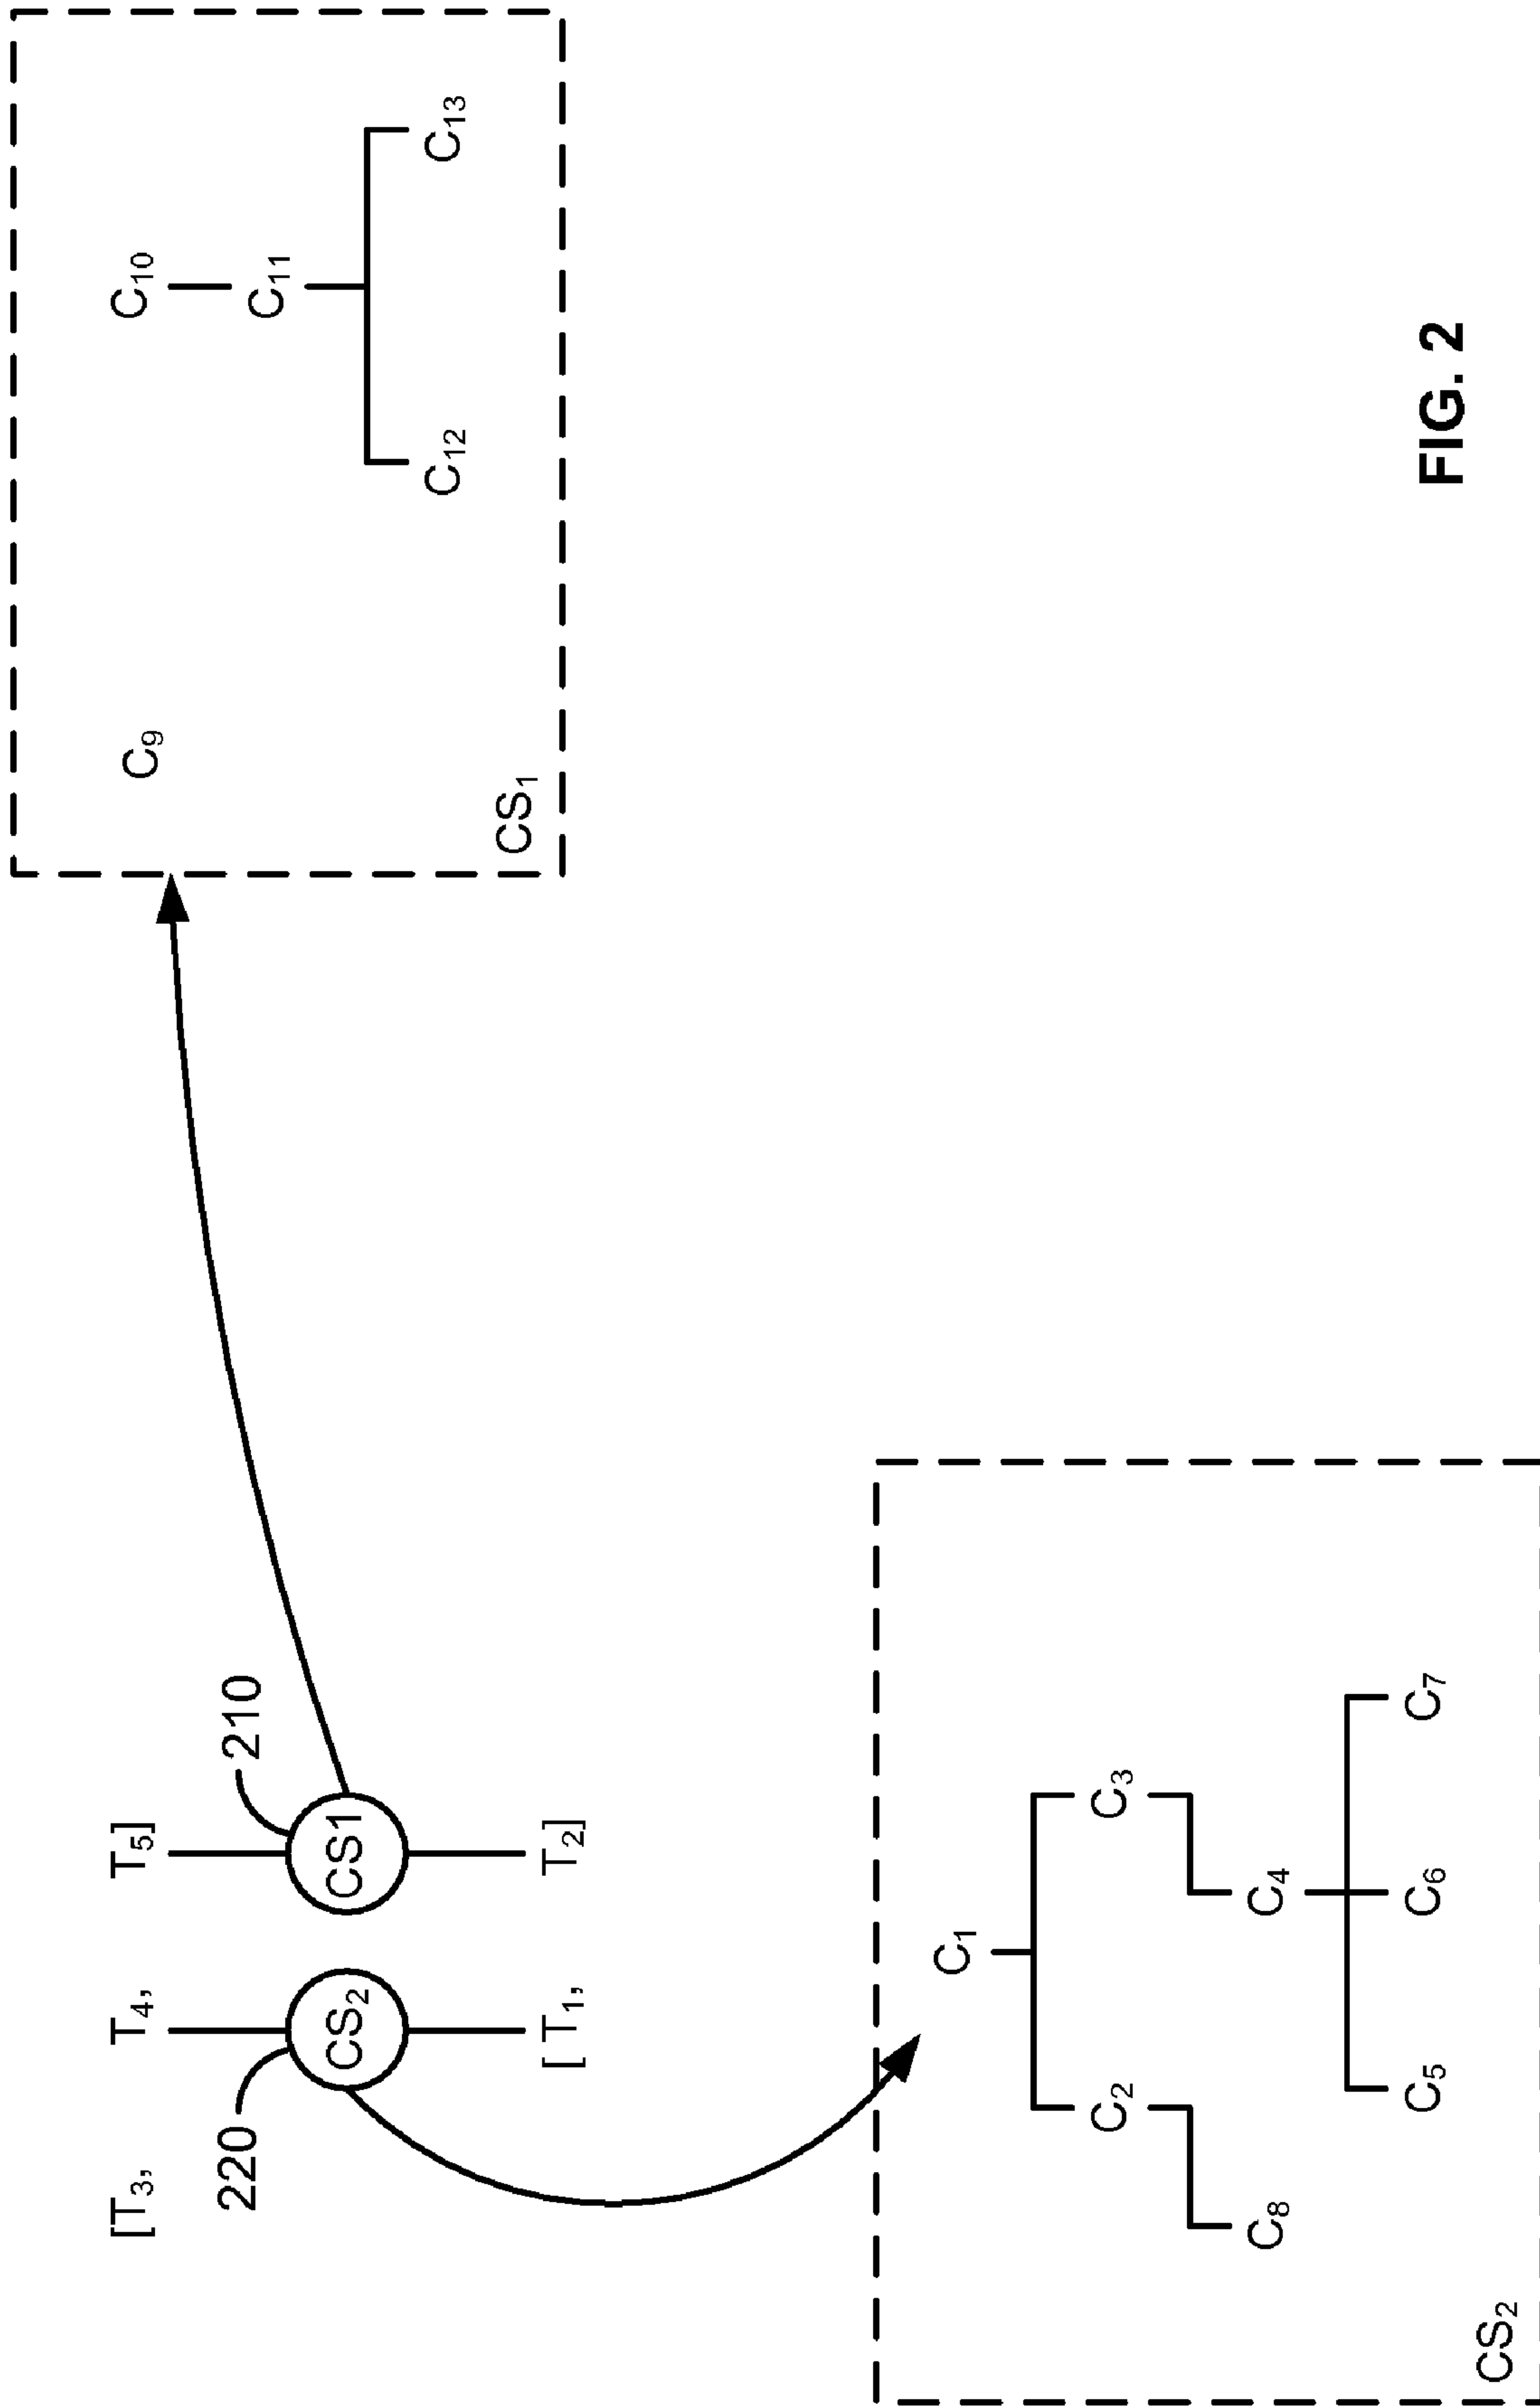 [T3, T4, T5]
220 210
CS2 CS1
[ T1, T2]
C9 C10
C11
C12 C13
CS1
C1
C2 C3
C8 C4
C5 C6 C7
CS2
FIG. 2